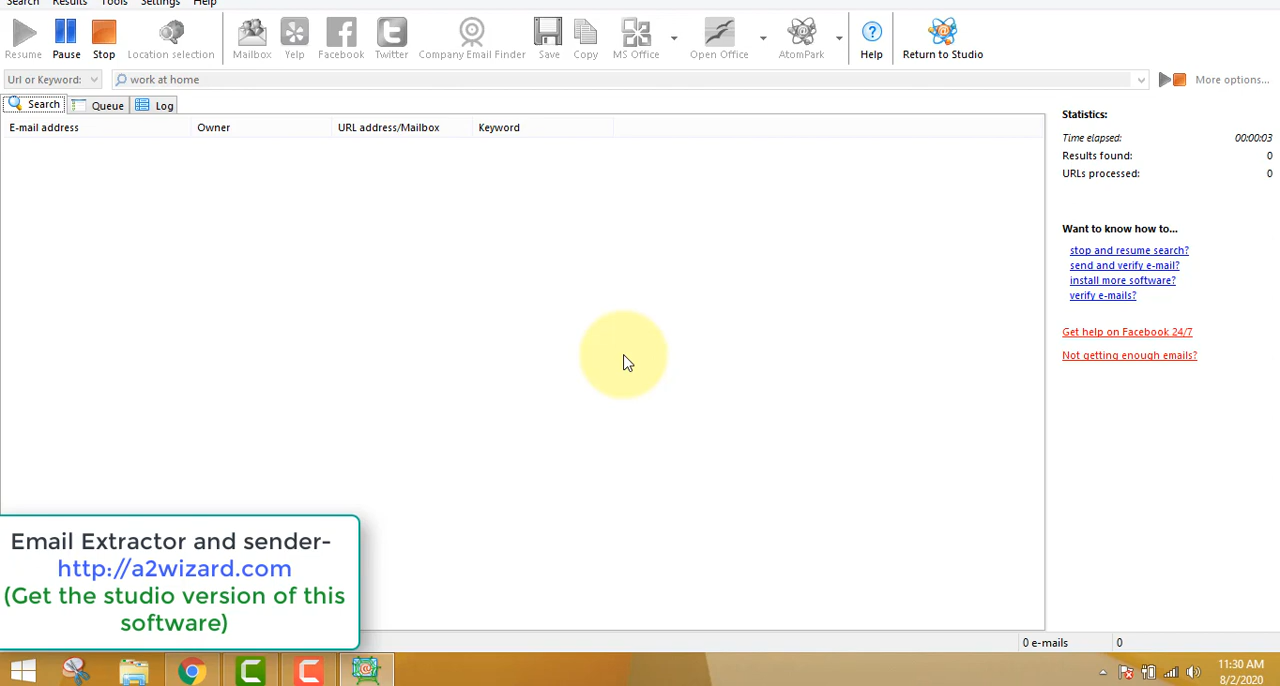 Search Results Tools Settings Help
Resume Pause Stop Location selection Mailbox Yelp Facebook Twitter Company Email Finder Save Copy MS Office Open Office AtomPark Help Return to Studio
Url or Keyword: work at home More options...
Search Queue Log
E-mail address Owner URL address/Mailbox Keyword
Statistics:
Time elapsed: 00:00:03
Results found: 0
URLs processed: 0
Want to know how to...
stop and resume search?
send and verify e-mail?
install more software?
verify e-mails?
Get help on Facebook 24/7
Not getting enough emails?
Email Extractor and sender-
http://a2wizard.com
(Get the studio version of this
software)
0 e-mails 0
11:30 AM
8/2/2020